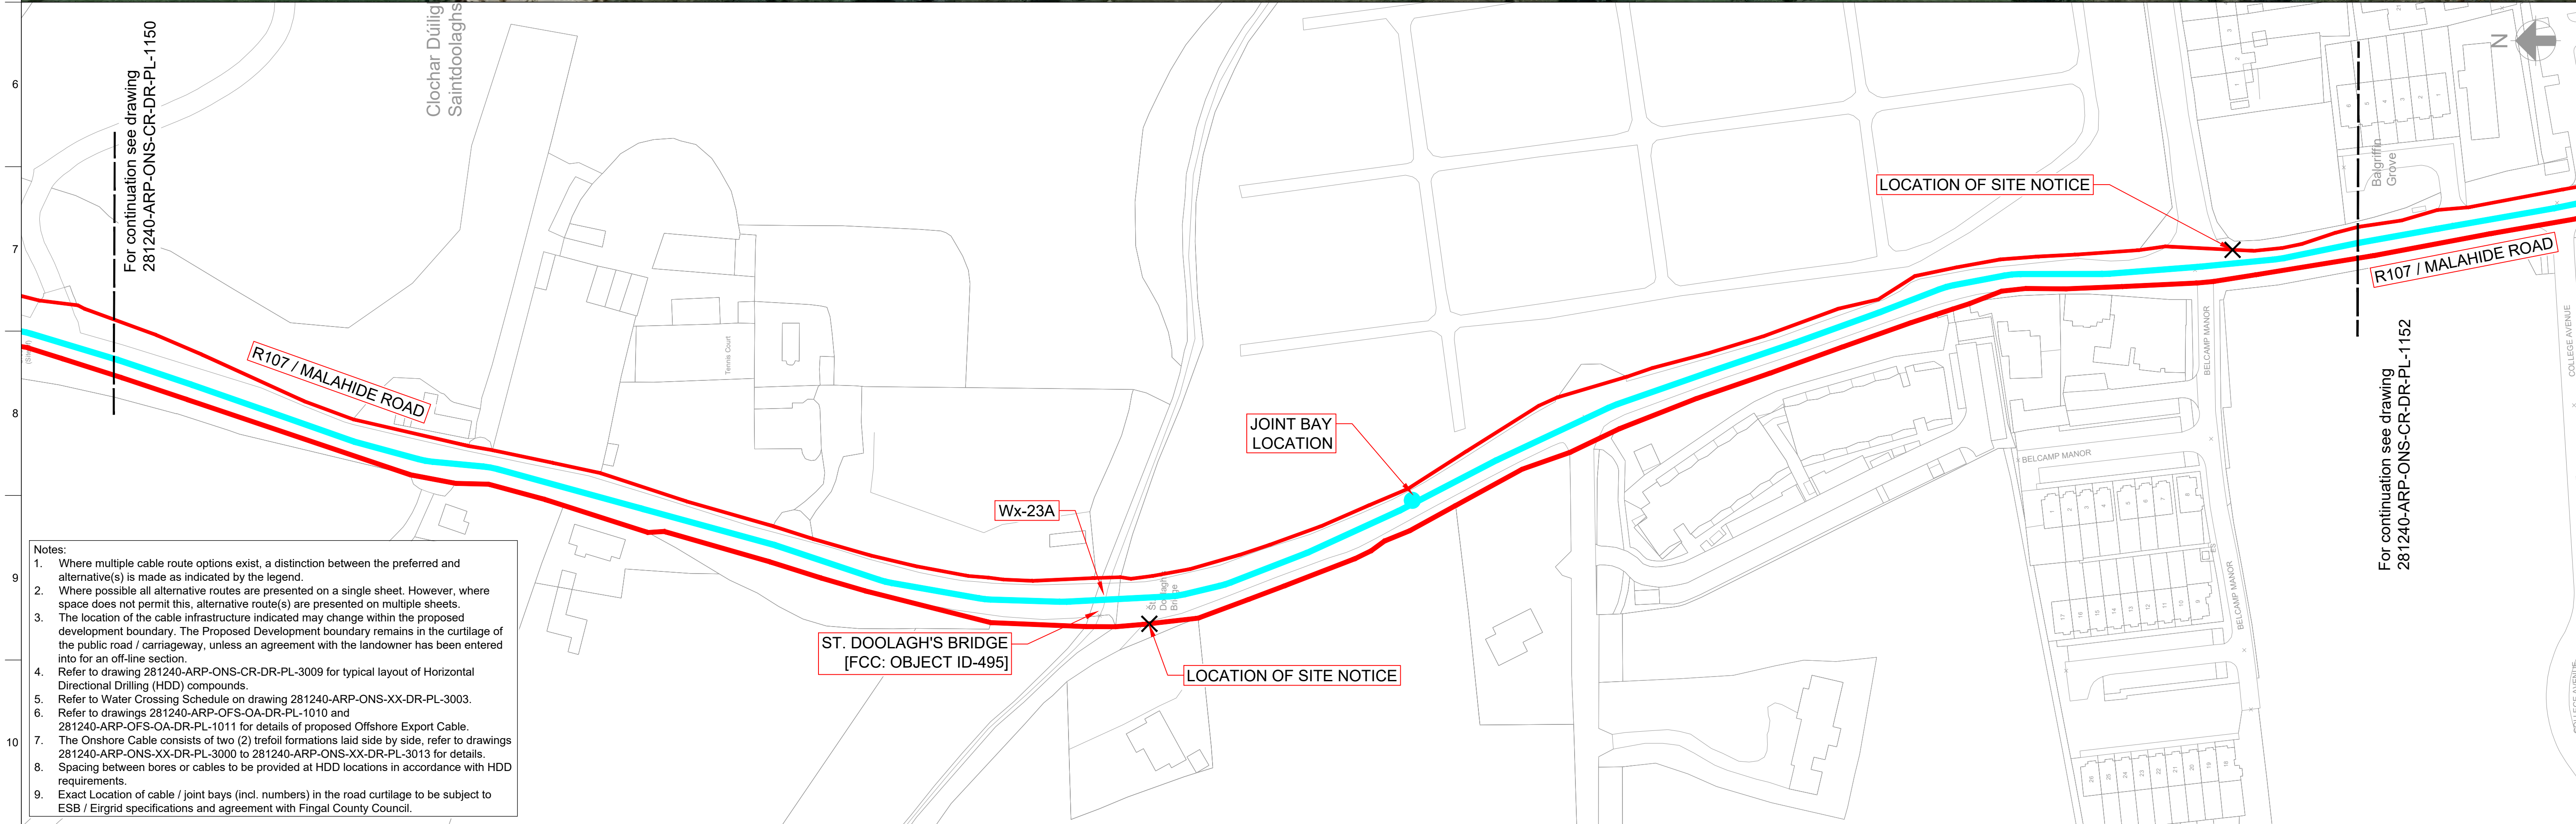 6
7
8
9
10
For continuation see drawing
281240-ARP-ONS-CR-DR-PL-1150
Clochar Dúilig
Saintdoolaghs
N
LOCATION OF SITE NOTICE
Balgriffin
Grove
R107 / MALAHIDE ROAD
R107 / MALAHIDE ROAD
Tennis Court
JOINT BAY
LOCATION
Wx-23A
ST. DOOLAGH'S BRIDGE
[FCC: OBJECT ID-495]
LOCATION OF SITE NOTICE
BELCAMP MANOR
BELCAMP MANOR
BELCAMP MANOR
COLLEGE AVENUE
COLLEGE AVENUE
For continuation see drawing
281240-ARP-ONS-CR-DR-PL-1152
Notes:
1. Where multiple cable route options exist, a distinction between the preferred and
alternative(s) is made as indicated by the legend.
2. Where possible all alternative routes are presented on a single sheet. However, where
space does not permit this, alternative route(s) are presented on multiple sheets.
3. The location of the cable infrastructure indicated may change within the proposed
development boundary. The Proposed Development boundary remains in the curtilage of
the public road / carriageway, unless an agreement with the landowner has been entered
into for an off-line section.
4. Refer to drawing 281240-ARP-ONS-CR-DR-PL-3009 for typical layout of Horizontal
Directional Drilling (HDD) compounds.
5. Refer to Water Crossing Schedule on drawing 281240-ARP-ONS-XX-DR-PL-3003.
6. Refer to drawings 281240-ARP-OFS-OA-DR-PL-1010 and
281240-ARP-OFS-OA-DR-PL-1011 for details of proposed Offshore Export Cable.
7. The Onshore Cable consists of two (2) trefoil formations laid side by side, refer to drawings
281240-ARP-ONS-XX-DR-PL-3000 to 281240-ARP-ONS-XX-DR-PL-3013 for details.
8. Spacing between bores or cables to be provided at HDD locations in accordance with HDD
requirements.
9. Exact Location of cable / joint bays (incl. numbers) in the road curtilage to be subject to
ESB / Eirgrid specifications and agreement with Fingal County Council.